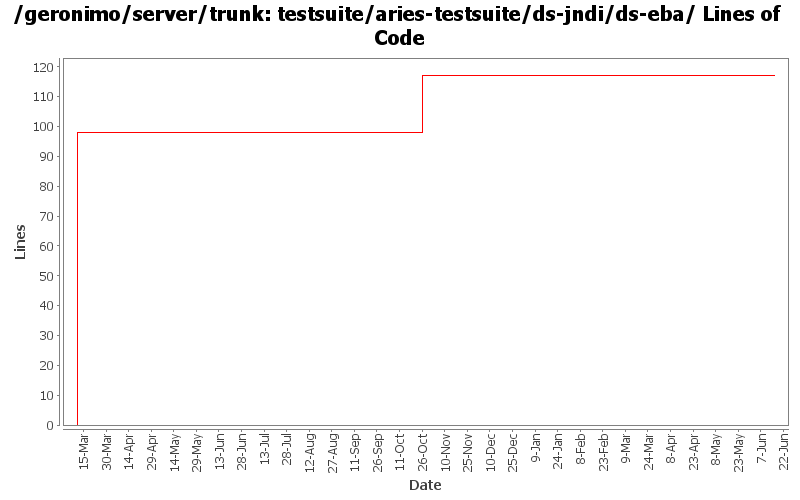 /geronimo/server/trunk: testsuite/aries-testsuite/ds-jndi/ds-eba/ Lines of
Code
120
110
100
90
80
70
60
50
40
30
20
10
0
Lines
15-Mar
30-Mar
14-Apr
29-Apr
14-May
29-May
13-Jun
28-Jun
13-Jul
28-Jul
12-Aug
27-Aug
11-Sep
26-Sep
11-Oct
26-Oct
10-Nov
25-Nov
10-Dec
25-Dec
9-Jan
24-Jan
8-Feb
23-Feb
9-Mar
24-Mar
8-Apr
23-Apr
8-May
23-May
7-Jun
22-Jun
Date